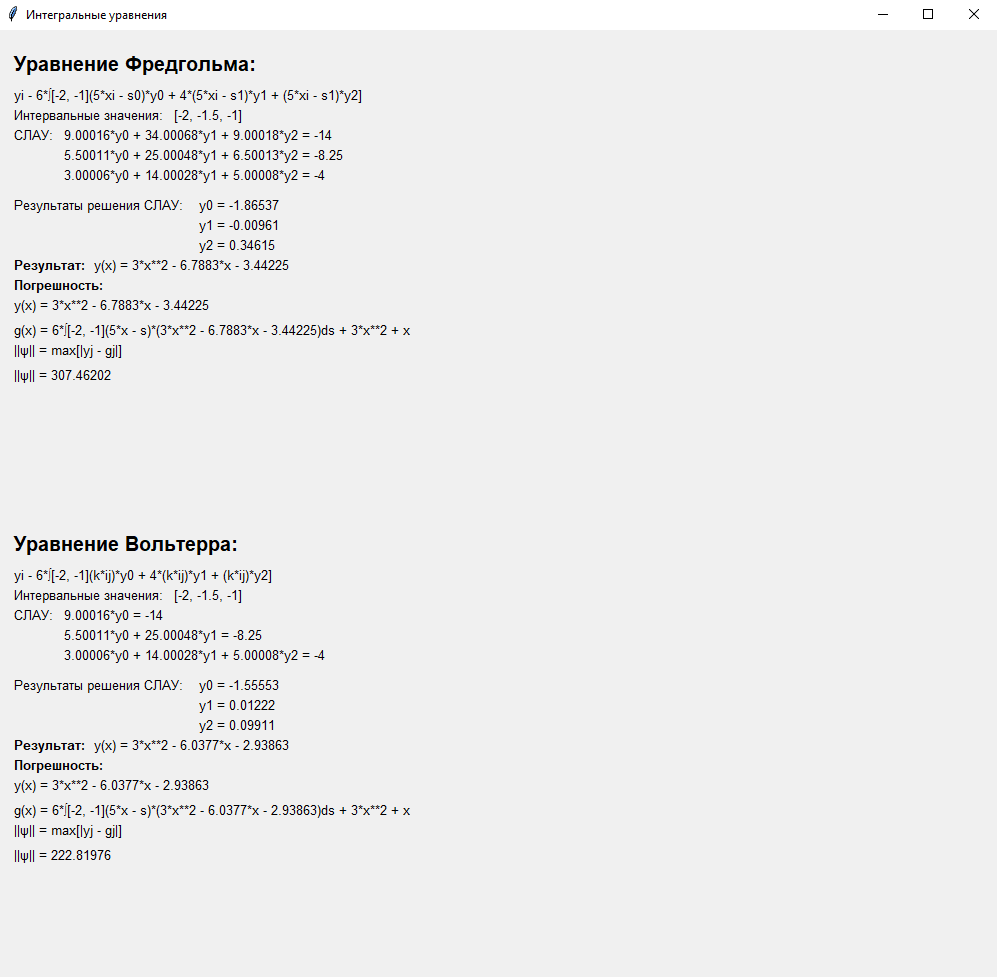 Интегральные уравнения
Уравнение Фредгольма:
yi - 6*∫[-2, -1](5*xi - s0)*y0 + 4*(5*xi - s1)*y1 + (5*xi - s1)*y2]
Интервальные значения: [-2, -1.5, -1]
СЛАУ: 9.00016*y0 + 34.00068*y1 + 9.00018*y2 = -14
5.50011*y0 + 25.00048*y1 + 6.50013*y2 = -8.25
3.00006*y0 + 14.00028*y1 + 5.00008*y2 = -4
Результаты решения СЛАУ: y0 = -1.86537
y1 = -0.00961
y2 = 0.34615
Результат: y(x) = 3*x**2 - 6.7883*x - 3.44225
Погрешность:
y(x) = 3*x**2 - 6.7883*x - 3.44225
g(x) = 6*∫[-2, -1](5*x - s)*(3*x**2 - 6.7883*x - 3.44225)ds + 3*x**2 + x
||ψ|| = max[|yj - gj|]
||ψ|| = 307.46202
Уравнение Вольтерра:
yi - 6*∫[-2, -1](k*ij)*y0 + 4*(k*ij)*y1 + (k*ij)*y2]
Интервальные значения: [-2, -1.5, -1]
СЛАУ: 9.00016*y0 = -14
5.50011*y0 + 25.00048*y1 = -8.25
3.00006*y0 + 14.00028*y1 + 5.00008*y2 = -4
Результаты решения СЛАУ: y0 = -1.55553
y1 = 0.01222
y2 = 0.09911
Результат: y(x) = 3*x**2 - 6.0377*x - 2.93863
Погрешность:
y(x) = 3*x**2 - 6.0377*x - 2.93863
g(x) = 6*∫[-2, -1](5*x - s)*(3*x**2 - 6.0377*x - 2.93863)ds + 3*x**2 + x
||ψ|| = max[|yj - gj|]
||ψ|| = 222.81976